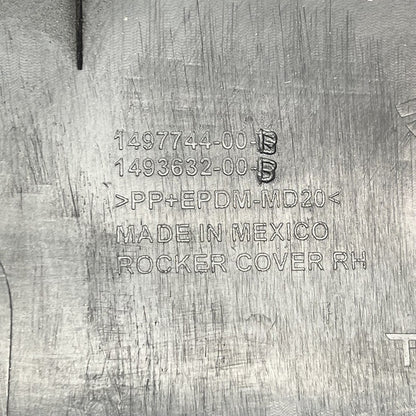 1497744-00-B
1493632-00-B
>PP+EPDM-MD20<
MADE IN MEXICO
ROCKER COVER RH
T